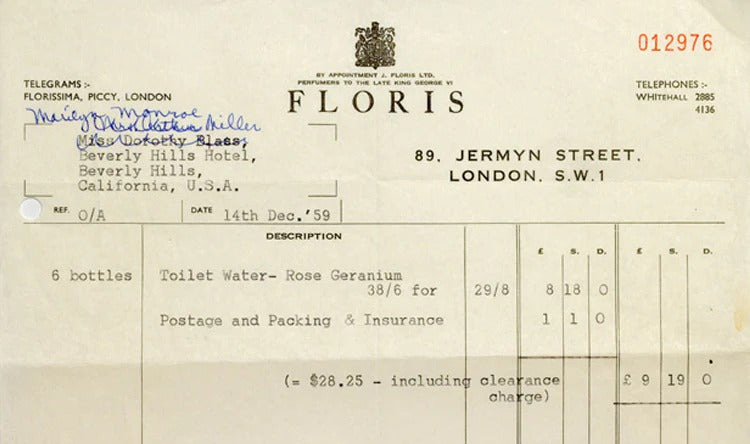 012976
BY APPOINTMENT J. FLORIS LTD.
PERFUMERS TO THE LATE KING GEORGE VI
TELEGRAMS :-
FLORISSIMA, PICCY, LONDON
FLORIS
TELEPHONES :-
WHITEHALL 2885
4136
Marilyn Monroe
Miller
Miss Dorothy Blass,
Beverly Hills Hotel,
Beverly Hills,
California, U.S.A.
89, JERMYN STREET,
LONDON, S.W.1
REF. O/A DATE 14th Dec.'59
DESCRIPTION £ S. D. £ S. D.
6 bottles Toilet Water- Rose Geranium
38/6 for 29/8 8 18 0
Postage and Packing & Insurance 1 1 0
(= $28.25 - including clearance £ 9 19 0
charge)